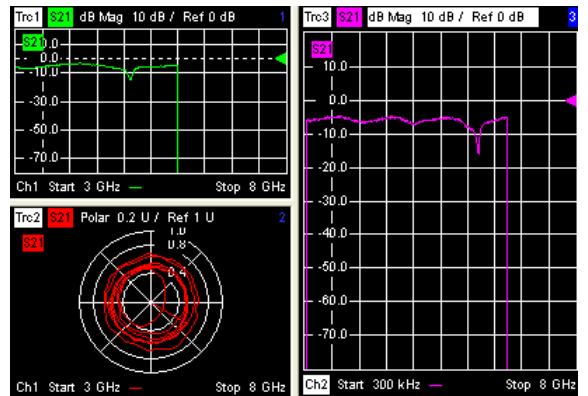 Trc1 S21 dB Mag 10 dB / Ref 0 dB 1
S21
0.0
0.0
-10.0
-30.0
-50.0
-70.0
Ch1 Start 3 GHz — Stop 8 GHz
Trc2 S21 Polar 0.2 U / Ref 1 U 2
S21
1.0
0.8
0.4
Ch1 Start 3 GHz — Stop 8 GHz
Trc3 S21 dB Mag 10 dB / Ref 0 dB 3
S21
10.0
0.0
-10.0
-20.0
-30.0
-40.0
-50.0
-60.0
-70.0
Ch2 Start 300 kHz — Stop 8 GHz